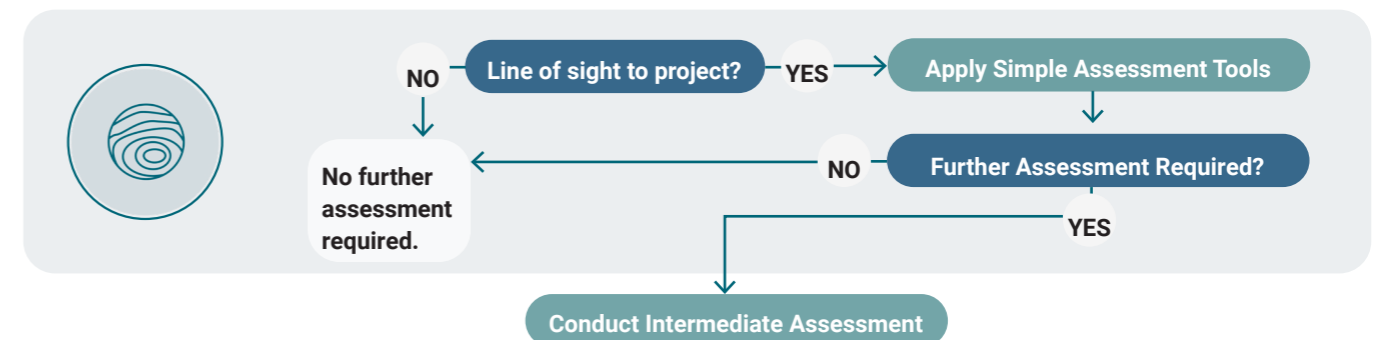 NO
Line of sight to project?
YES
Apply Simple Assessment Tools
No further
assessment
required.
NO
Further Assessment Required?
YES
Conduct Intermediate Assessment